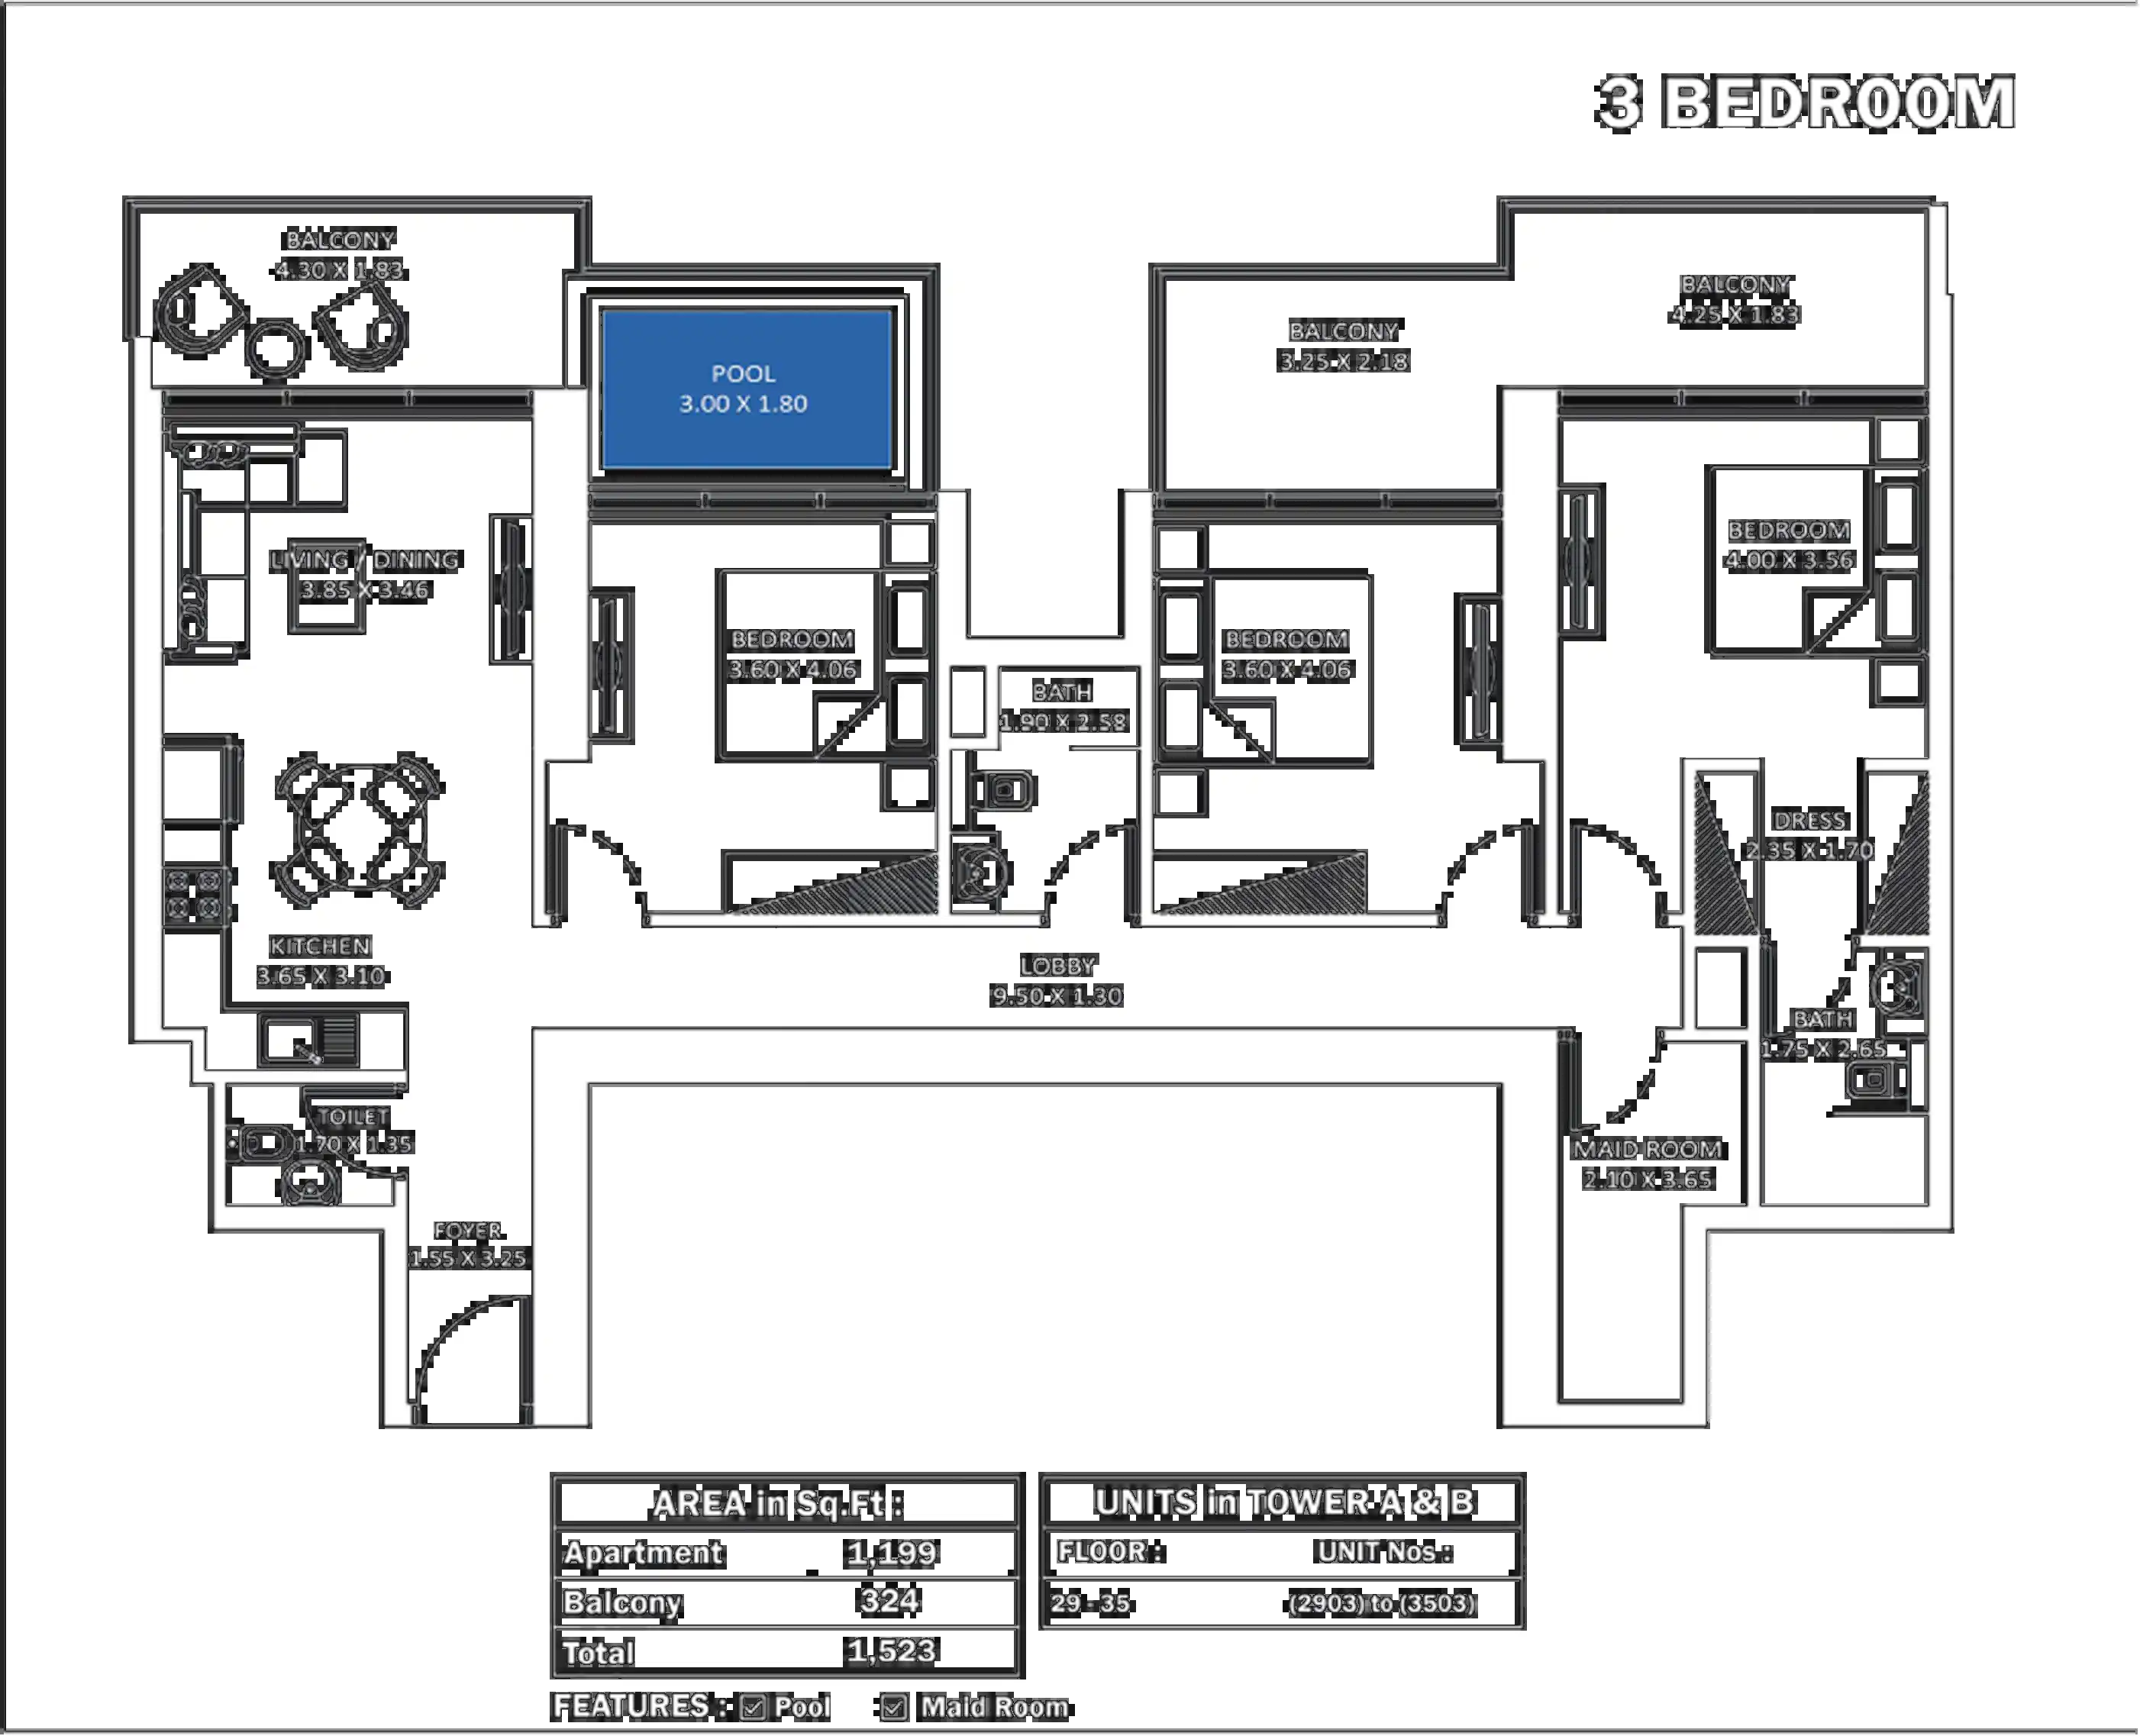 3 BEDROOM
BALCONY
4.30 X 1.83
BALCONY
4.25 X 1.83
BALCONY
3.25 X 2.18
POOL
3.00 X 1.80
LIVING / DINING
3.85 X 3.46
BEDROOM
4.00 X 3.56
BEDROOM
3.60 X 4.06
BEDROOM
3.60 X 4.06
BATH
1.90 X 2.58
DRESS
2.35 X 1.70
KITCHEN
3.65 X 3.10
LOBBY
9.50 X 1.30
BATH
1.75 X 2.65
TOILET
1.70 X 1.35
MAID ROOM
2.10 X 3.65
FOYER
1.55 X 3.25
AREA in Sq.Ft :
Apartment 1,199
Balcony 324
Total 1,523
UNITS in TOWER A & B
FLOOR : UNIT Nos :
29 - 35 (2903) to (3503)
FEATURES : Pool Maid Room